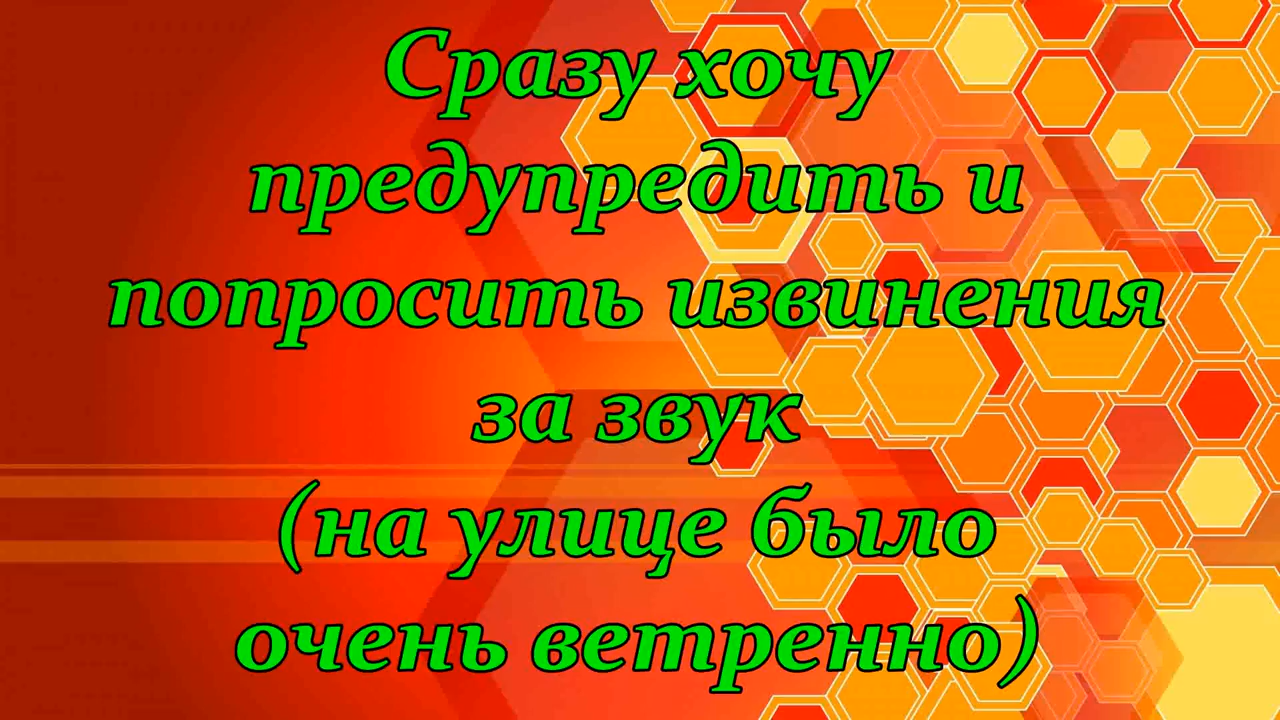 Сразу хочу
предупредить и
попросить извинения
за звук
(на улице было
очень ветренно)